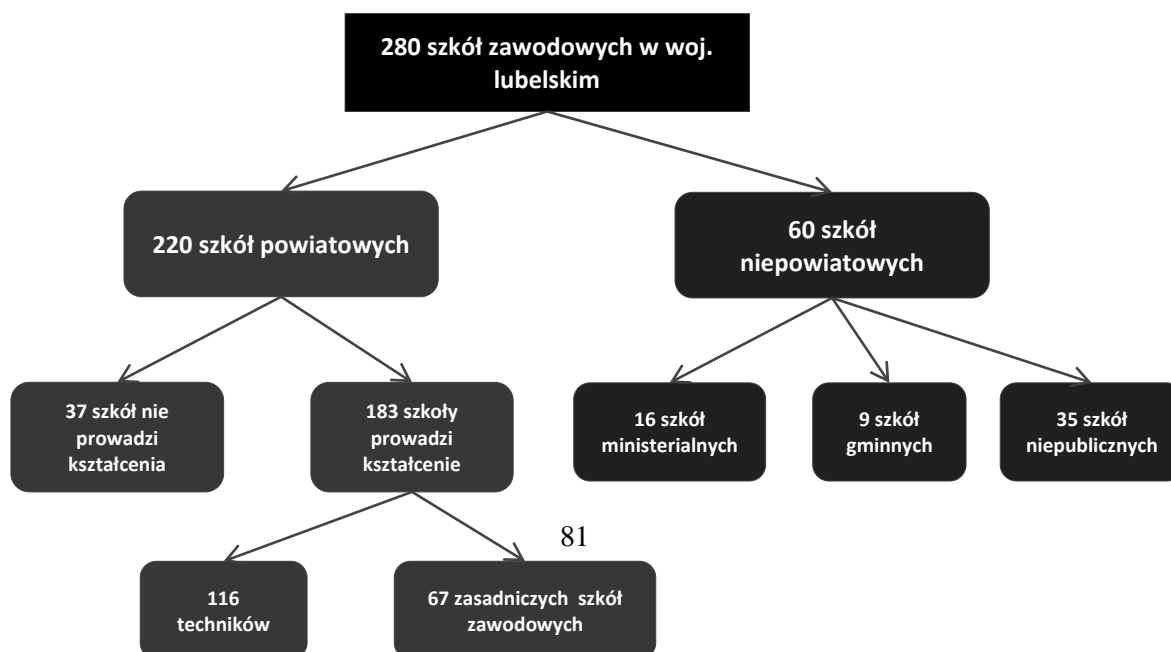 280 szkół zawodowych w woj.
lubelskim
220 szkół powiatowych
60 szkół
niepowiatowych
37 szkół nie
prowadzi
kształcenia
183 szkoły
prowadzi
kształcenie
16 szkół
ministerialnych
9 szkół
gminnych
35 szkół
niepublicznych
81
116
techników
67 zasadniczych szkół
zawodowych